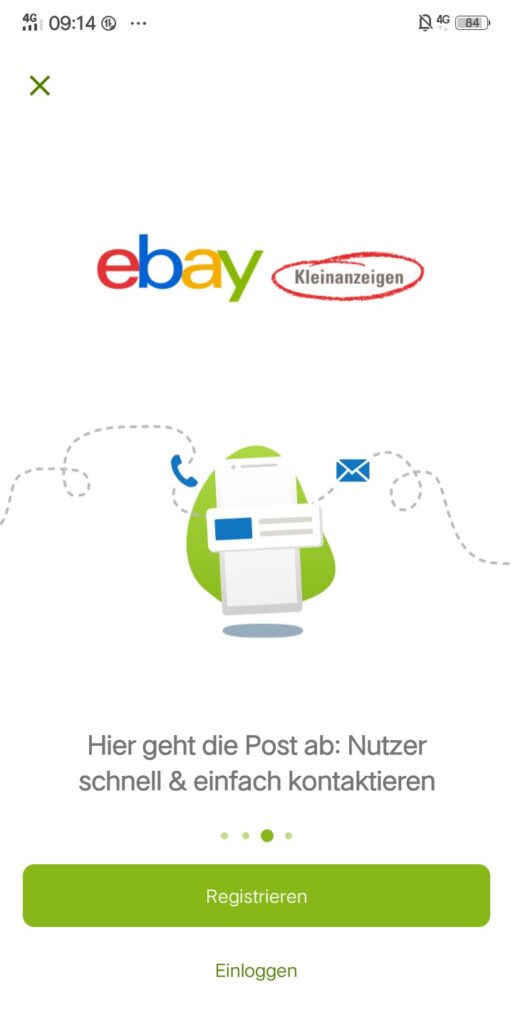 4G 09:14 ... 4G 84
ebay Kleinanzeigen
Hier geht die Post ab: Nutzer
schnell & einfach kontaktieren
Registrieren
Einloggen